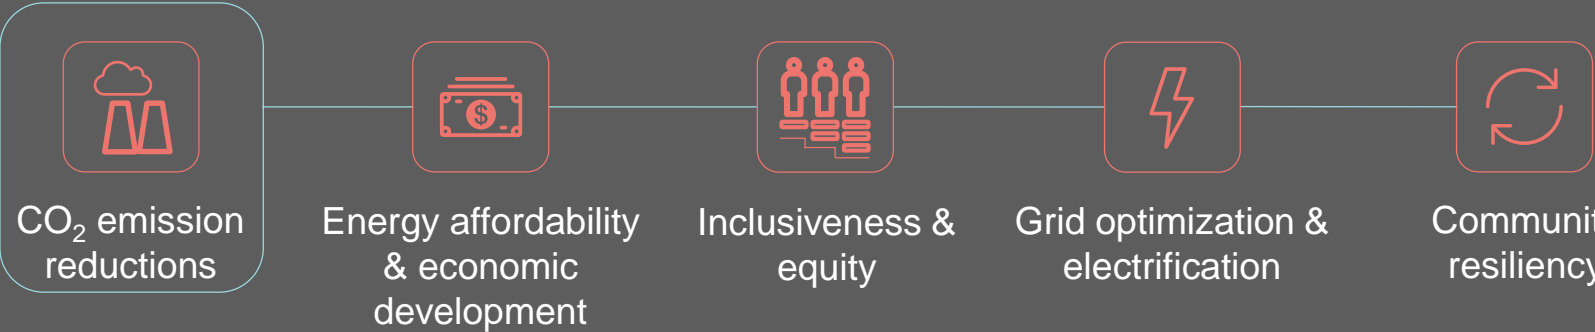 CO₂ emission
reductions
Energy affordability
& economic
development
Inclusiveness &
equity
Grid optimization &
electrification
Communit
resiliency
$